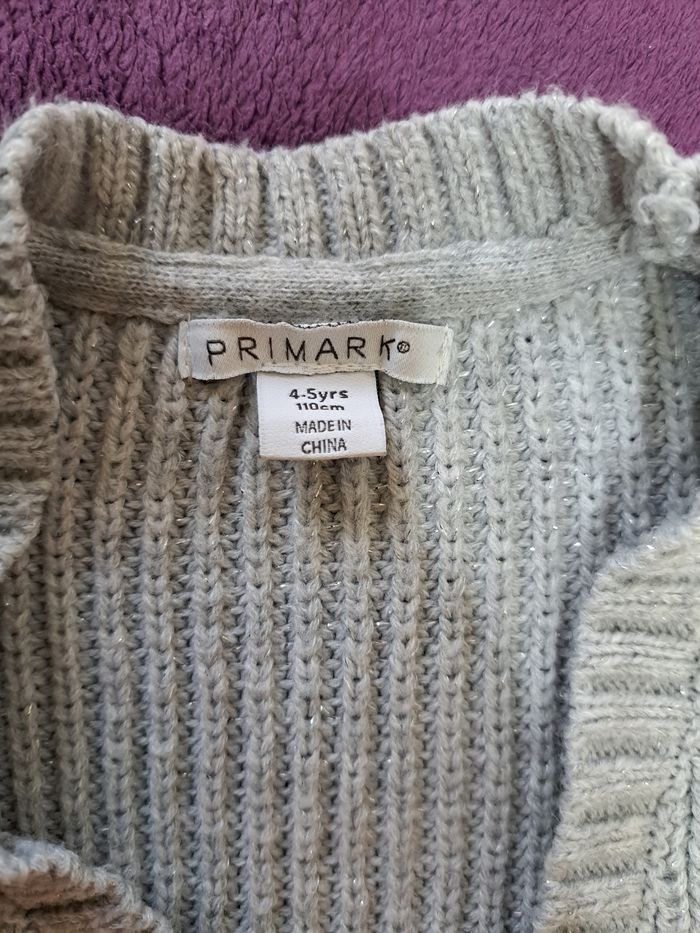 PRIMARK®
4-5yrs
110cm
MADE IN
CHINA